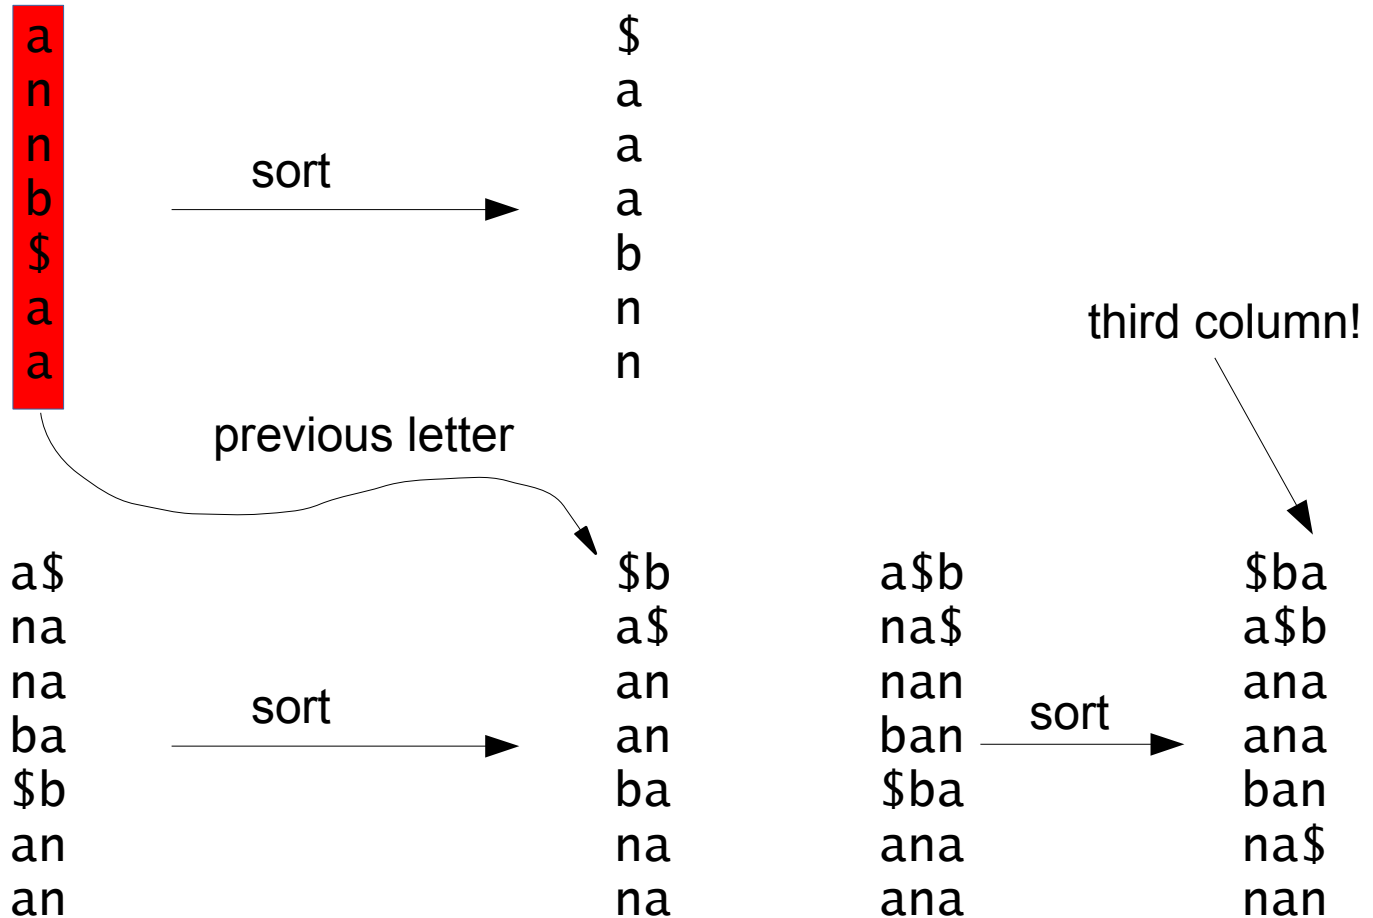 a
n
n
b
$
a
a
sort
$
a
a
a
b
n
n
previous letter
third column!
a$
na
na
ba
$b
an
an
sort
$b
a$
an
an
ba
na
na
a$b
na$
nan
ban
$ba
ana
ana
sort
$ba
a$b
ana
ana
ban
na$
nan